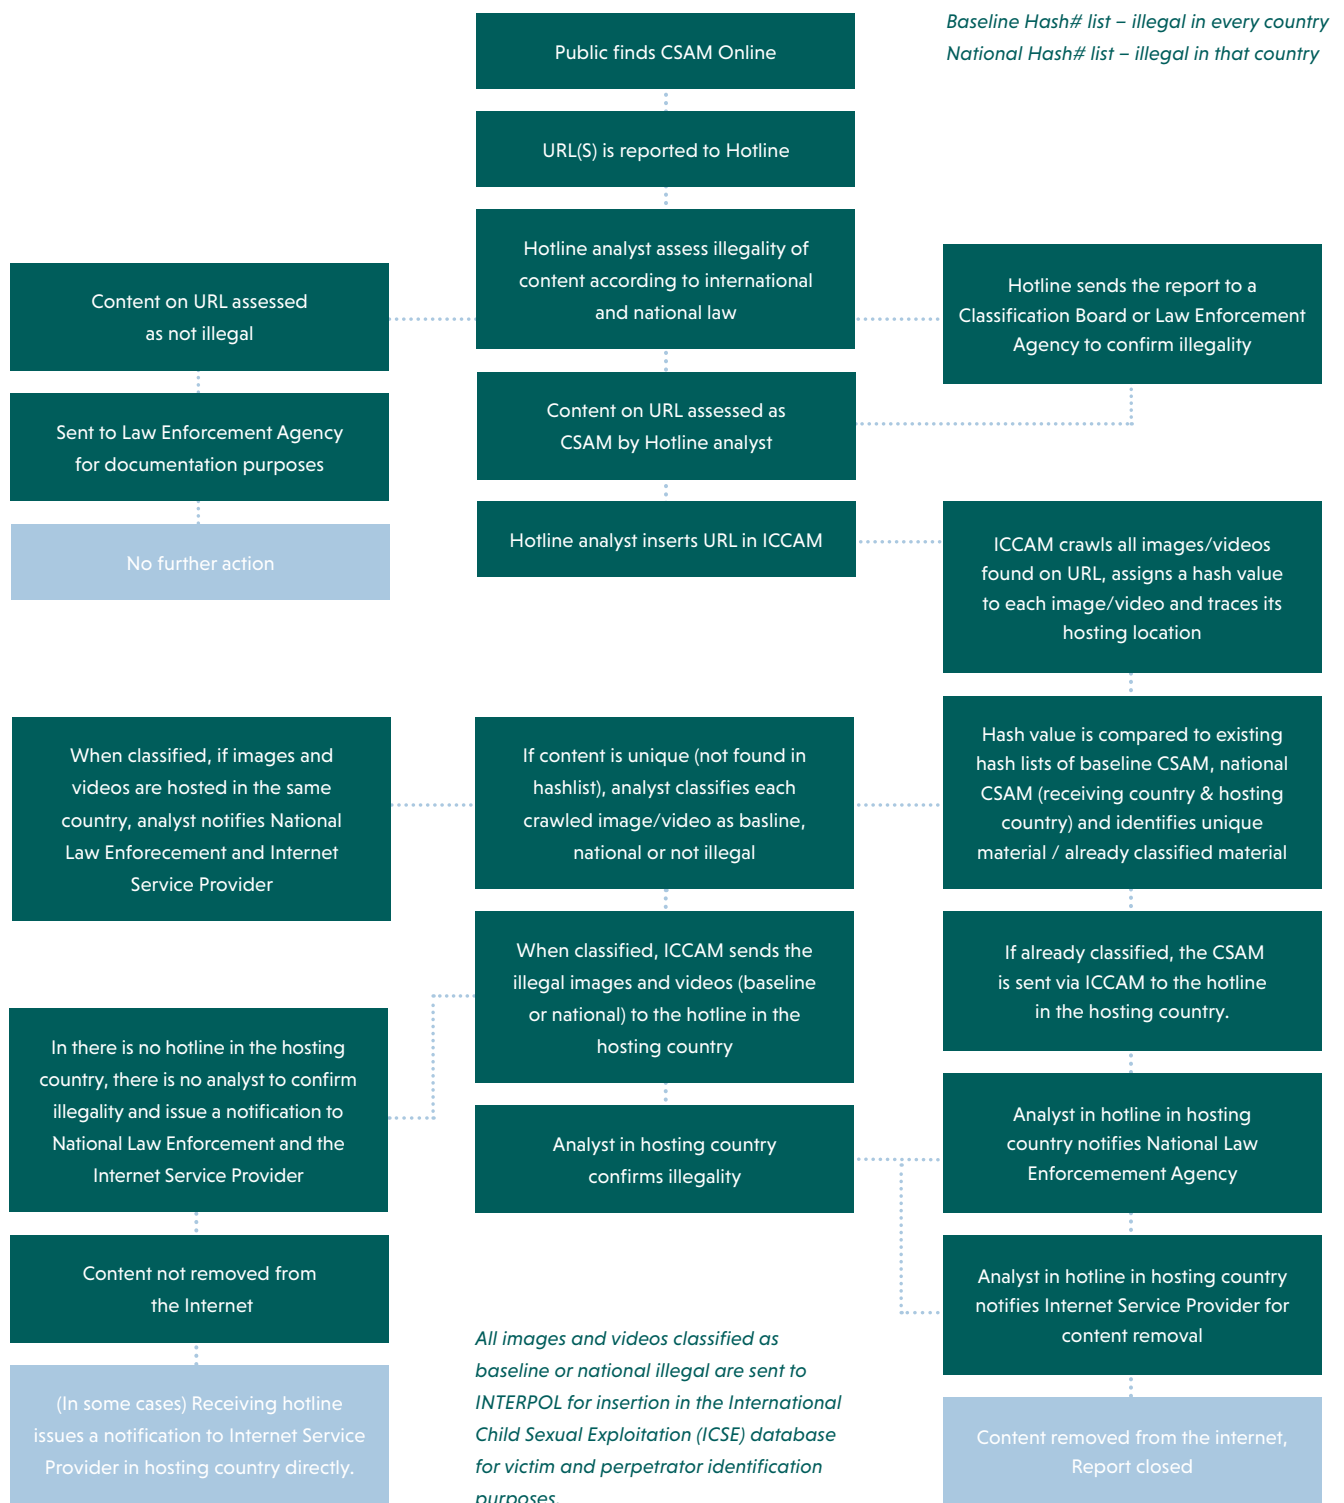 Baseline Hash# list – illegal in every country
National Hash# list – illegal in that country
Public finds CSAM Online
URL(S) is reported to Hotline
Hotline analyst assess illegality of
content according to international
and national law
Content on URL assessed
as not illegal
Hotline sends the report to a
Classification Board or Law Enforcement
Agency to confirm illegality
Content on URL assessed as
CSAM by Hotline analyst
Sent to Law Enforcement Agency
for documentation purposes
No further action
Hotline analyst inserts URL in ICCAM
ICCAM crawls all images/videos
found on URL, assigns a hash value
to each image/video and traces its
hosting location
When classified, if images and
videos are hosted in the same
country, analyst notifies National
Law Enforecement and Internet
Service Provider
If content is unique (not found in
hashlist), analyst classifies each
crawled image/video as basline,
national or not illegal
Hash value is compared to existing
hash lists of baseline CSAM, national
CSAM (receiving country & hosting
country) and identifies unique
material / already classified material
When classified, ICCAM sends the
illegal images and videos (baseline
or national) to the hotline in the
hosting country
If already classified, the CSAM
is sent via ICCAM to the hotline
in the hosting country.
In there is no hotline in the hosting
country, there is no analyst to confirm
illegality and issue a notification to
National Law Enforcement and the
Internet Service Provider
Analyst in hosting country
confirms illegality
Analyst in hotline in hosting
country notifies National Law
Enforcemement Agency
Content not removed from
the Internet
Analyst in hotline in hosting country
notifies Internet Service Provider for
content removal
(In some cases) Receiving hotline
issues a notification to Internet Service
Provider in hosting country directly.
All images and videos classified as
baseline or national illegal are sent to
INTERPOL for insertion in the International
Child Sexual Exploitation (ICSE) database
for victim and perpetrator identification
purposes.
Content removed from the internet,
Report closed